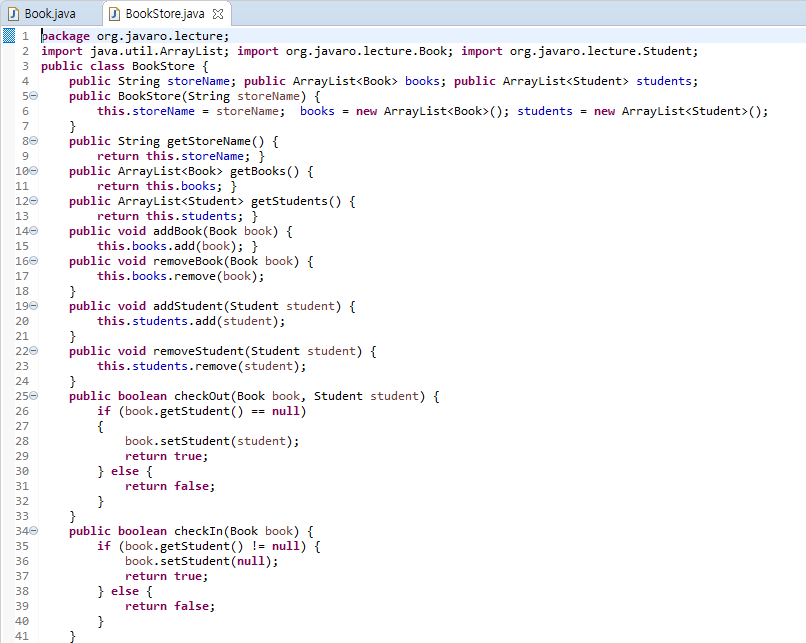 Book.java
BookStore.java
1 package org.javaro.lecture;
2 import java.util.ArrayList; import org.javaro.lecture.Book; import org.javaro.lecture.Student;
3 public class BookStore {
4     public String storeName; public ArrayList<Book> books; public ArrayList<Student> students;
5     public BookStore(String storeName) {
6         this.storeName = storeName;  books = new ArrayList<Book>(); students = new ArrayList<Student>();
7     }
8     public String getStoreName() {
9         return this.storeName; }
10     public ArrayList<Book> getBooks() {
11         return this.books; }
12     public ArrayList<Student> getStudents() {
13         return this.students; }
14     public void addBook(Book book) {
15         this.books.add(book); }
16     public void removeBook(Book book) {
17         this.books.remove(book);
18     }
19     public void addStudent(Student student) {
20         this.students.add(student);
21     }
22     public void removeStudent(Student student) {
23         this.students.remove(student);
24     }
25     public boolean checkOut(Book book, Student student) {
26         if (book.getStudent() == null)
27         {
28             book.setStudent(student);
29             return true;
30         } else {
31             return false;
32         }
33     }
34     public boolean checkIn(Book book) {
35         if (book.getStudent() != null) {
36             book.setStudent(null);
37             return true;
38         } else {
39             return false;
40         }
41     }